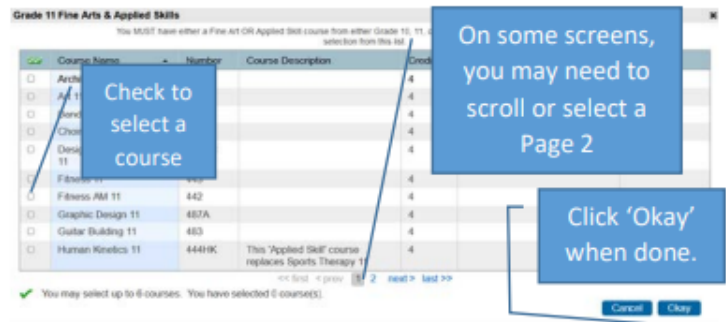 Grade 11 Fine Arts & Applied Skills
You MUST have either a Fine Art OR Applied Skill course from either Grade 10, 11,
selection from this list.
Course Name Number Course Description
Archi 4
4
4
4
4
11
Fitness 11 4
Fitness AM 11 442 4
Graphic Design 11 487A 4
Guitar Building 11 483 4
Human Kinetics 11 444HK This 'Applied Skill' course 4
replaces Sports Therapy 11
<< first < prev 1 2 next > last >>
You may select up to 6 courses. You have selected 0 course(s).
Cancel Okay
Check to
select a
course
On some screens,
you may need to
scroll or select a
Page 2
Click 'Okay'
when done.